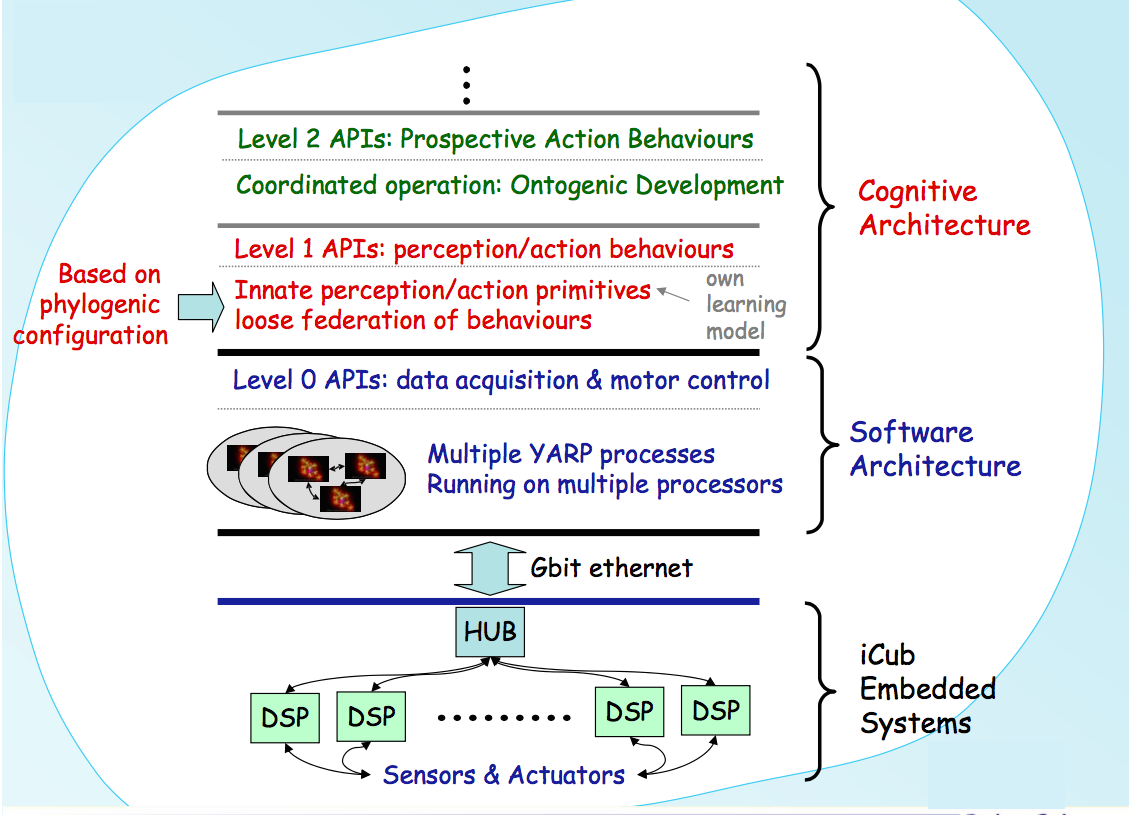 Level 2 APIs: Prospective Action Behaviours
Coordinated operation: Ontogenic Development
Cognitive
Architecture
Level 1 APIs: perception/action behaviours
Based on
phylogenic
configuration
Innate perception/action primitives
loose federation of behaviours
own
learning
model
Level 0 APIs: data acquisition & motor control
Multiple YARP processes
Running on multiple processors
Software
Architecture
Gbit ethernet
HUB
DSP
DSP
DSP
DSP
Sensors & Actuators
iCub
Embedded
Systems